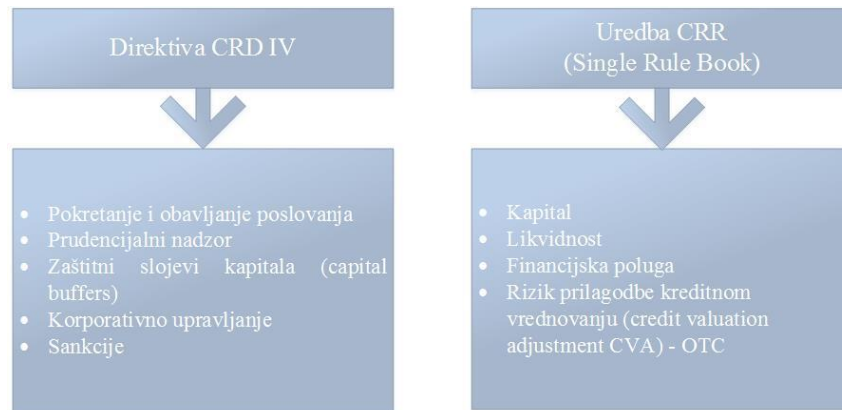 Direktiva CRD IV
• Pokretanje i obavljanje poslovanja
• Prudencijalni nadzor
• Zaštitni slojevi kapitala (capital
buffers)
• Korporativno upravljanje
• Sankcije
Uredba CRR
(Single Rule Book)
• Kapital
• Likvidnost
• Financijska poluga
• Rizik prilagodbe kreditnom
vrednovanju (credit valuation
adjustment CVA) - OTC